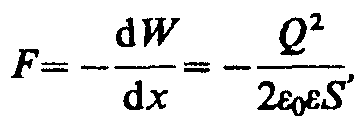 F = - dW/dx = - Q²/2ε₀εS,